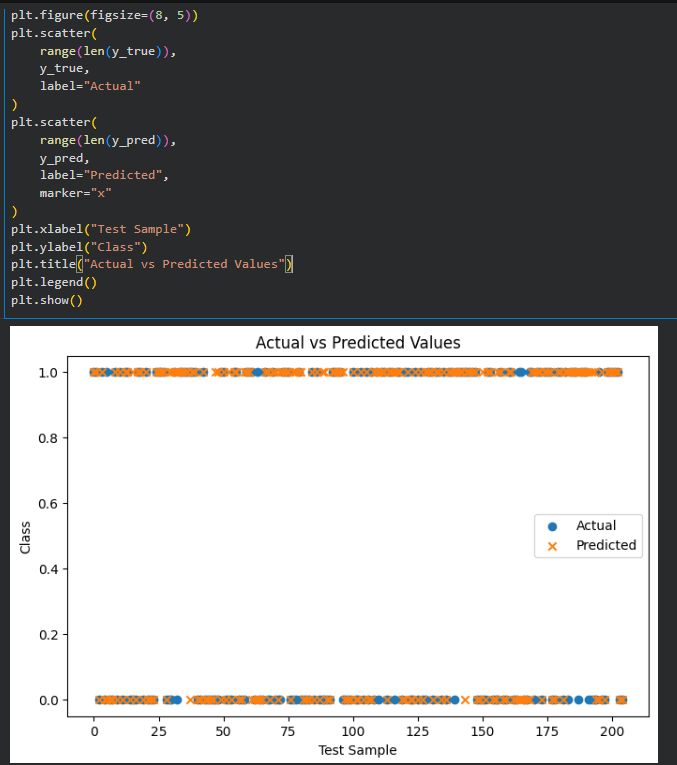 plt.figure(figsize=(8, 5))
plt.scatter(
    range(len(y_true)),
    y_true,
    label="Actual"
)
plt.scatter(
    range(len(y_pred)),
    y_pred,
    label="Predicted",
    marker="x"
)
plt.xlabel("Test Sample")
plt.ylabel("Class")
plt.title("Actual vs Predicted Values")
plt.legend()
plt.show()
Actual vs Predicted Values
1.0
0.8
0.6
0.4
0.2
0.0
Class
Actual
Predicted
0 25 50 75 100 125 150 175 200
Test Sample